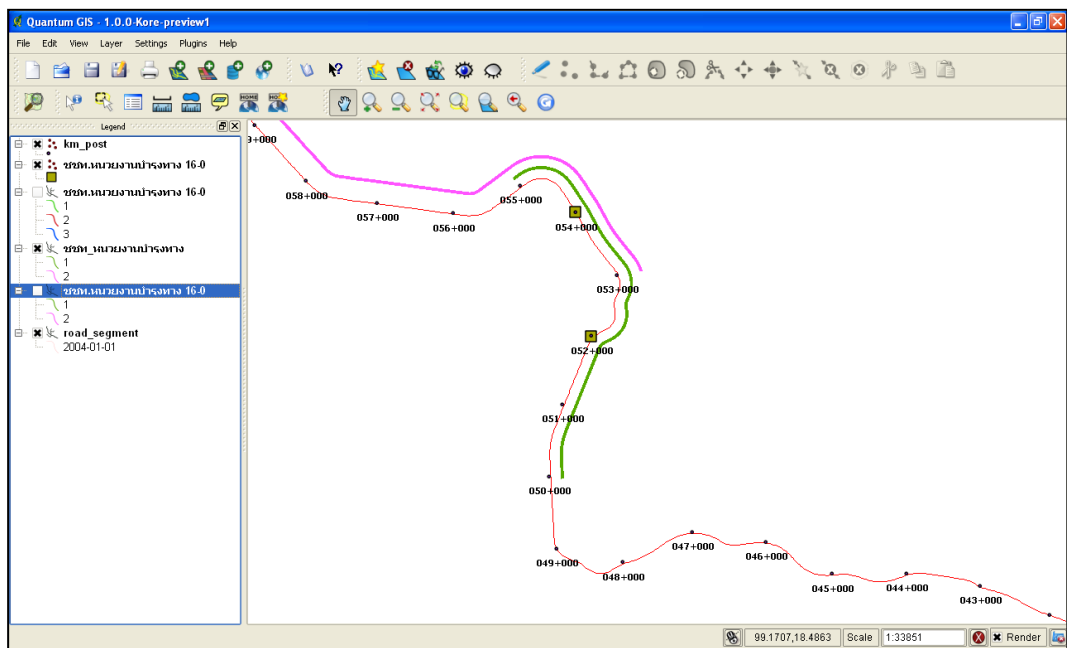 Quantum GIS - 1.0.0-Kore-preview1
File Edit View Layer Settings Plugins Help
Legend
km_post
ชชท.หนวยงานบํารุงทาง 16-0
ชชท.หนวยงานบํารุงทาง 16-0
1
2
3
ชชท_หนวยงานบํารุงทาง
1
2
ชชท.หนวยงานบํารุงทาง 16-0
1
2
road_segment
2004-01-01
3+000
058+000
057+000
056+000
055+000
054+000
053+000
052+000
051+000
050+000
049+000
048+000
047+000
046+000
045+000
044+000
043+000
99.1707,18.4863 Scale 1:33851 Render